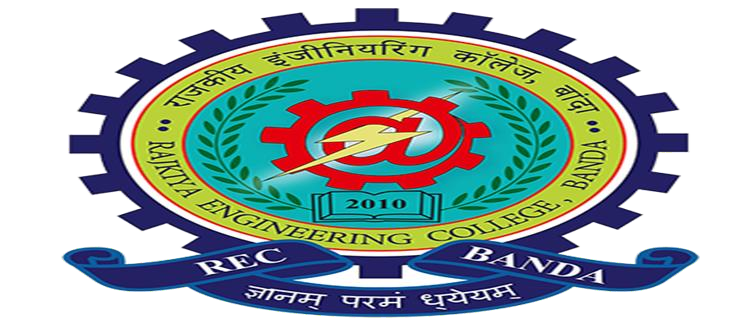 राजकीय इंजीनियरिंग कॉलेज, बांदा
RAJKIYA ENGINEERING COLLEGE, BANDA
2010
REC BANDA
ज्ञानम् परमं ध्येयम्